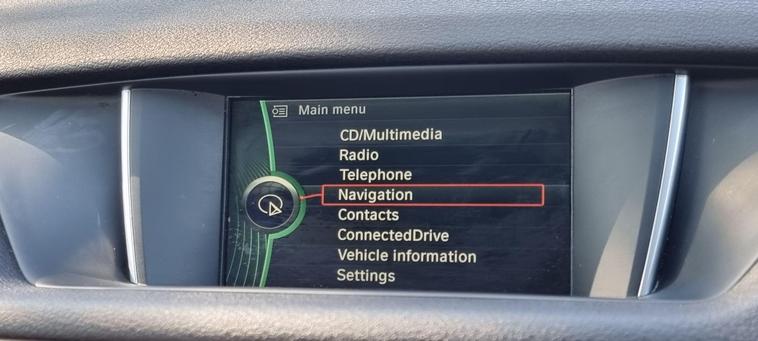 Main menu
CD/Multimedia
Radio
Telephone
Navigation
Contacts
ConnectedDrive
Vehicle information
Settings